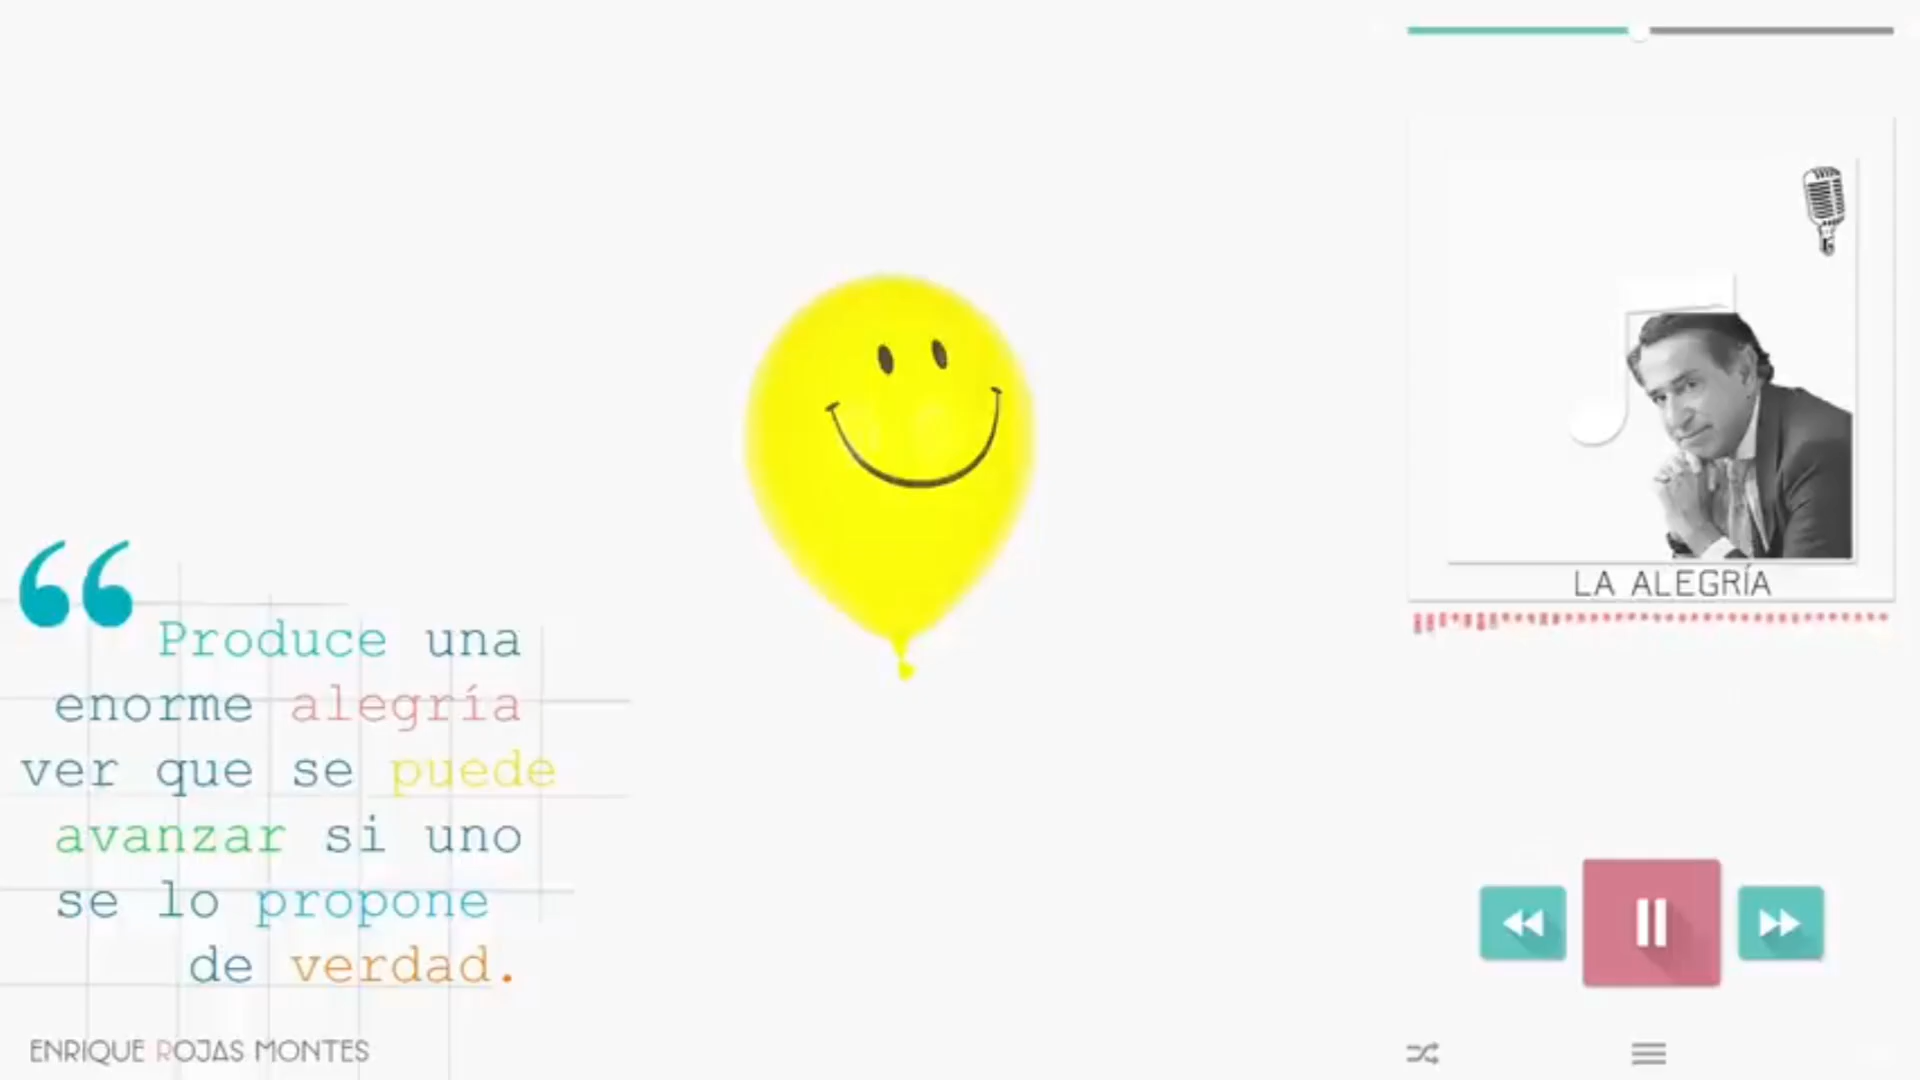 Produce una
enorme alegría
ver que se puede
avanzar si uno
se lo propone
de verdad.
ENRIQUE ROJAS MONTES
LA ALEGRÍA